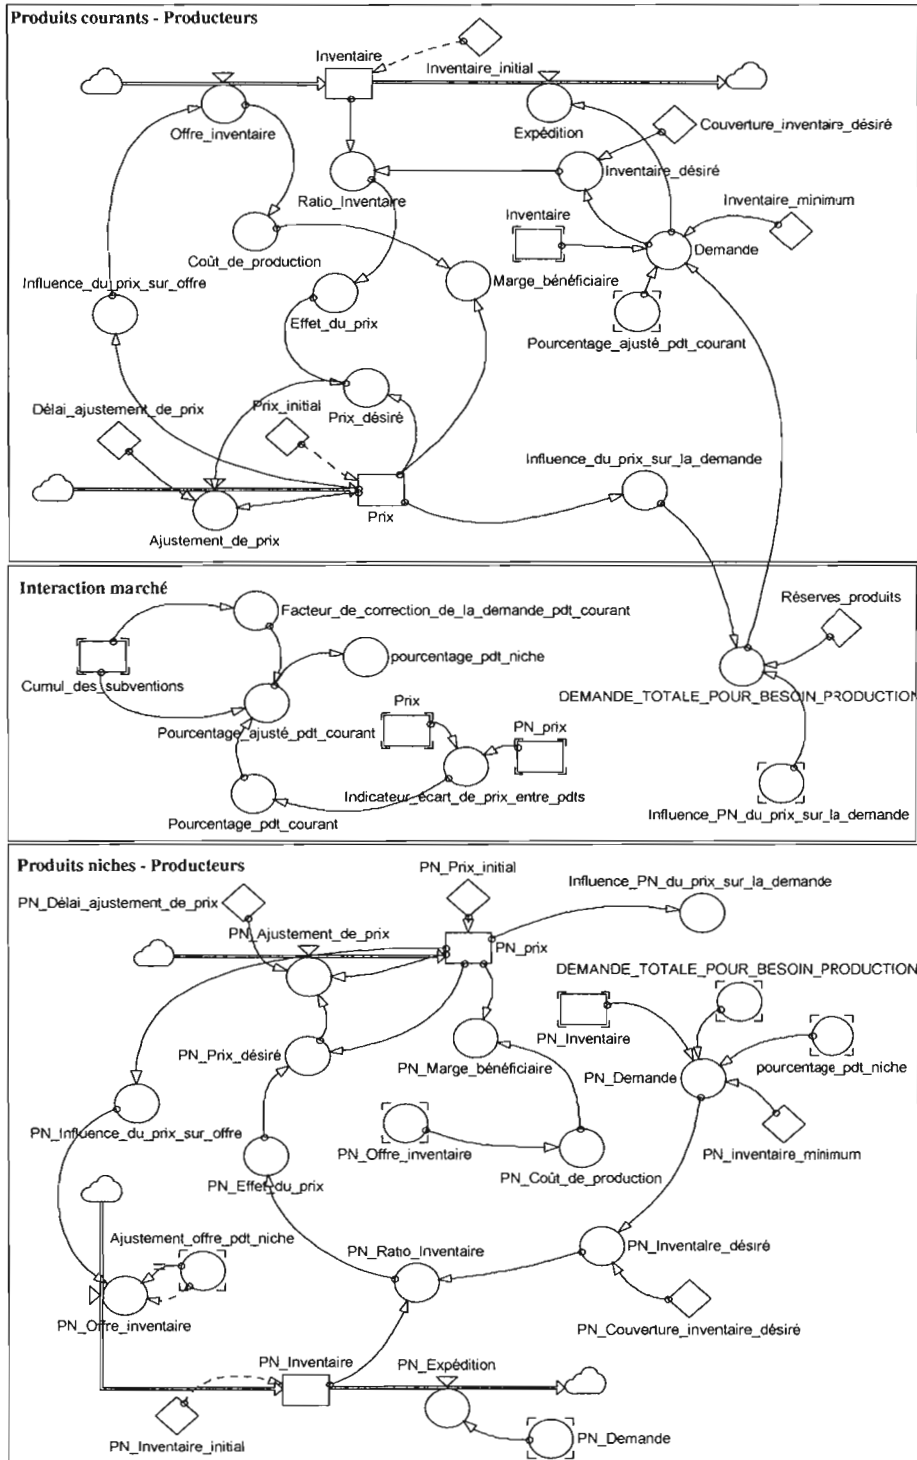 Produits courants - Producteurs
Inventaire
Inventaire_initial
Offre_inventaire
Expédition
Couverture_inventaire_désiré
Inventaire_désiré
Ratio_Inventaire
Inventaire_minimum
Inventaire
Coût_de_production
Demande
Influence_du_prix_sur_offre
Marge_bénéficiaire
Effet_du_prix
Pourcentage_ajusté_pdt_courant
Délai_ajustement_de_prix
Prix_initial
Prix_désiré
Influence_du_prix_sur_la_demande
Prix
Ajustement_de_prix
Interaction marché
Réserves_produits
Facteur_de_correction_de_la_demande_pdt_courant
pourcentage_pdt_niche
Cumul_des_subventions
DEMANDE_TOTALE_POUR_BESOIN_PRODUCTION
Prix
PN_prix
Pourcentage_ajusté_pdt_courant
Indicateur_écart_de_prix_entre_pdts
Influence_PN_du_prix_sur_la_demande
Pourcentage_pdt_courant
Produits niches - Producteurs
PN_Prix_initial
Influence_PN_du_prix_sur_la_demande
PN_Délai_ajustement_de_prix
PN_Ajustement_de_prix
PN_prix
DEMANDE_TOTALE_POUR_BESOIN_PRODUCTION
PN_Inventaire
PN_Prix_désiré
PN_Marge_bénéficiaire
PN_Demande
pourcentage_pdt_niche
PN_Influence_du_prix_sur_offre
PN_Offre_inventaire
PN_inventaire_minimum
PN_Effet_du_prix
PN_Coût_de_production
Ajustement_offre_pdt_niche
PN_Ratio_Inventaire
PN_Inventaire_désiré
PN_Offre_inventaire
PN_Couverture_inventaire_désiré
PN_Inventaire
PN_Expédition
PN_Inventaire_initial
PN_Demande